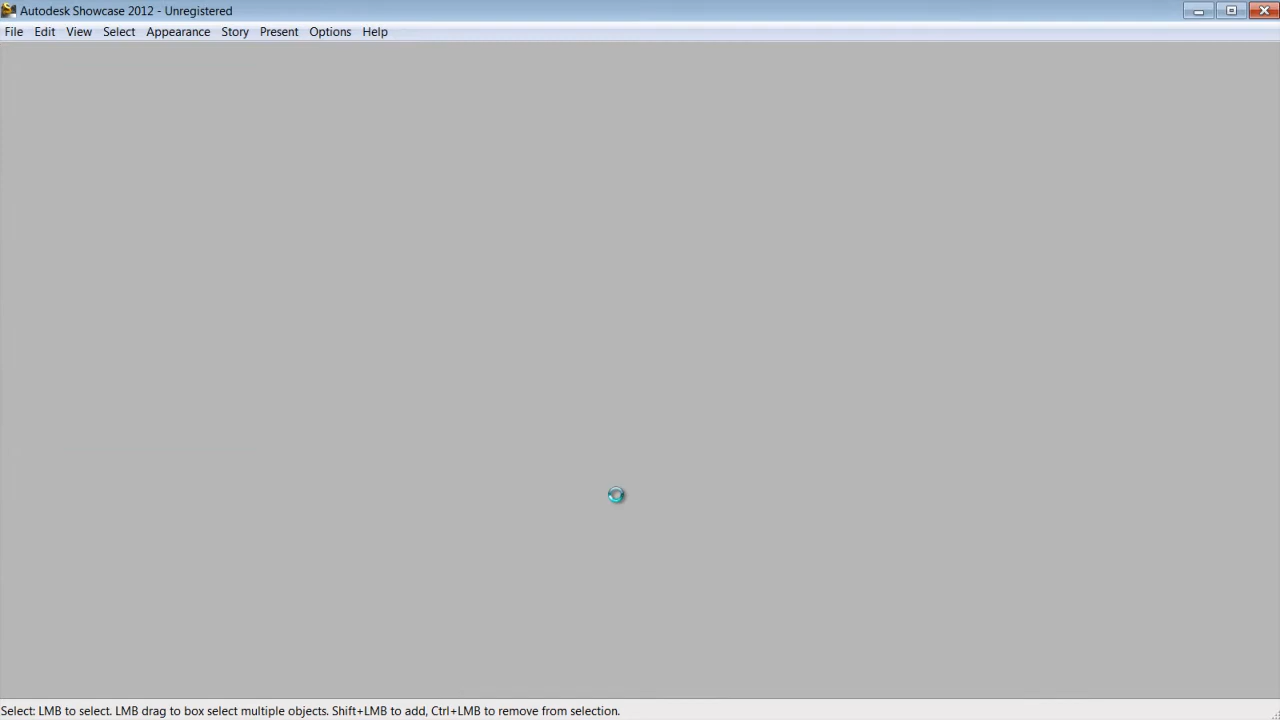 Autodesk Showcase 2012 - Unregistered
File Edit View Select Appearance Story Present Options Help
Select: LMB to select. LMB drag to box select multiple objects. Shift+LMB to add, Ctrl+LMB to remove from selection.